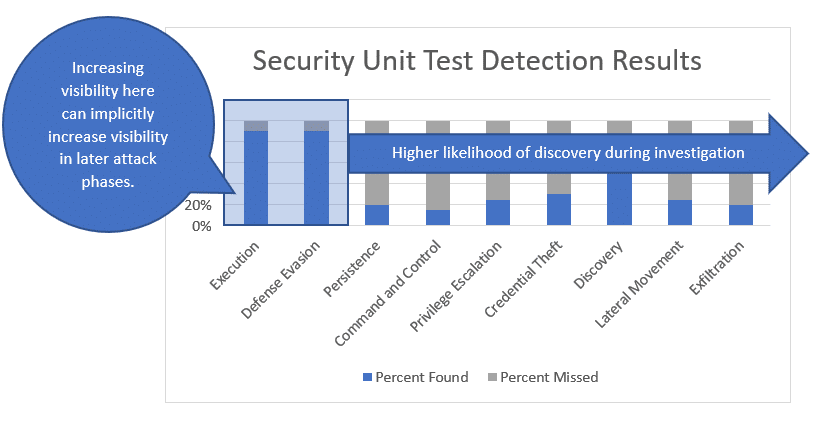 Security Unit Test Detection Results
Increasing
visibility here
can implicitly
increase visibility
in later attack
phases.
Higher likelihood of discovery during investigation
20%
0%
Execution
Defense Evasion
Persistence
Command and Control
Privilege Escalation
Credential Theft
Discovery
Lateral Movement
Exfiltration
Percent Found
Percent Missed